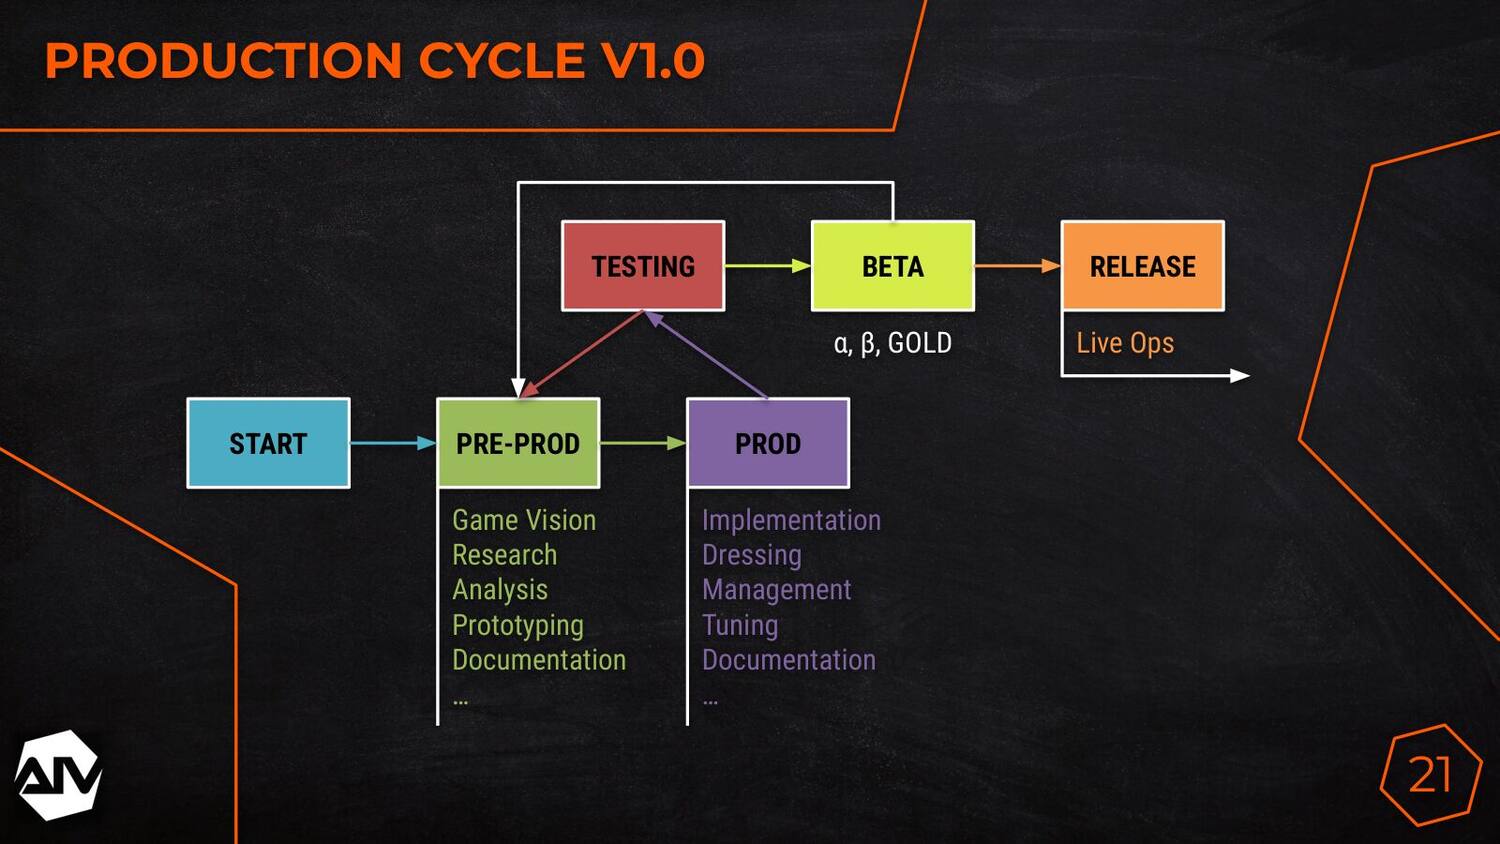 PRODUCTION CYCLE V1.0
TESTING
BETA
RELEASE
α, β, GOLD
Live Ops
START
PRE-PROD
PROD
Game Vision
Research
Analysis
Prototyping
Documentation
…
Implementation
Dressing
Management
Tuning
Documentation
…
AIV
21